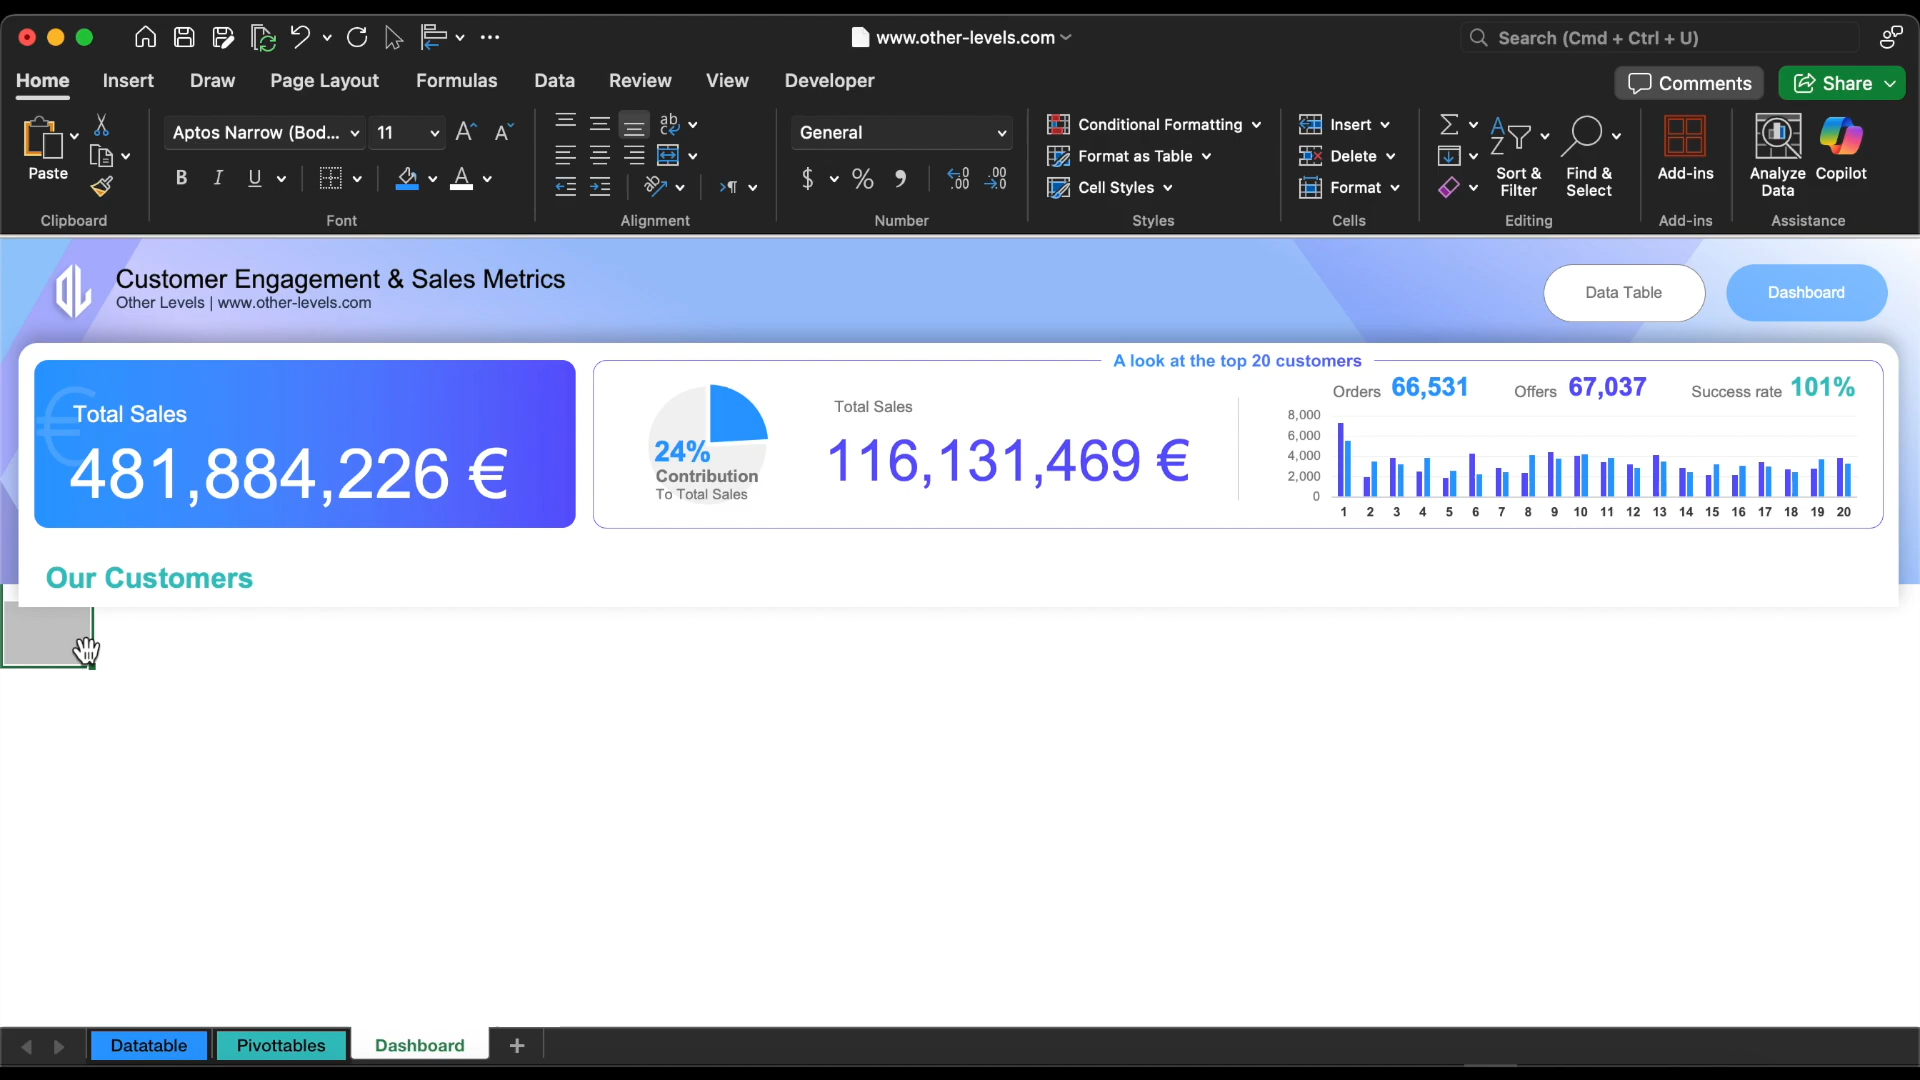 www.other-levels.com
Search (Cmd + Ctrl + U)
Home Insert Draw Page Layout Formulas Data Review View Developer
Comments Share
Paste
Aptos Narrow (Bod... 11
General
Conditional Formatting
Format as Table
Cell Styles
Insert
Delete
Format
Sort & Filter
Find & Select
Add-ins
Analyze Data
Copilot
Clipboard Font Alignment Number Styles Cells Editing Add-ins Assistance
Customer Engagement & Sales Metrics
Other Levels | www.other-levels.com
Data Table
Dashboard
Total Sales
481,884,226 €
A look at the top 20 customers
24%
Contribution
To Total Sales
Total Sales
116,131,469 €
Orders 66,531 Offers 67,037 Success rate 101%
8,000
6,000
4,000
2,000
0
1 2 3 4 5 6 7 8 9 10 11 12 13 14 15 16 17 18 19 20
Our Customers
Datatable Pivottables Dashboard